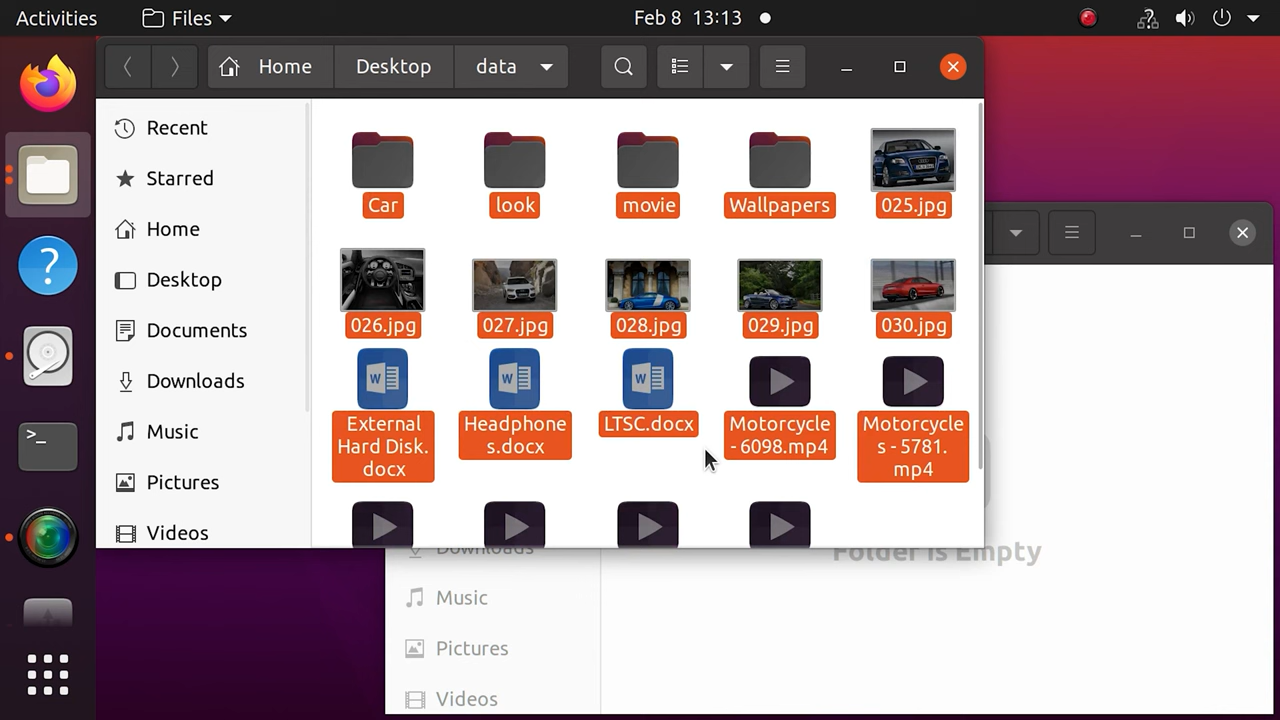 Activities
Files
Feb 8 13:13
Home
Desktop
data
Recent
Starred
Home
Desktop
Documents
Downloads
Music
Pictures
Videos
Car
look
movie
Wallpapers
025.jpg
026.jpg
027.jpg
028.jpg
029.jpg
030.jpg
W
External
Hard Disk.
docx
W
Headphone
s.docx
W
LTSC.docx
Motorcycle
- 6098.mp4
Motorcycle
s - 5781.
mp4
Downloads
Music
Pictures
Videos
Folder is Empty
?
>_